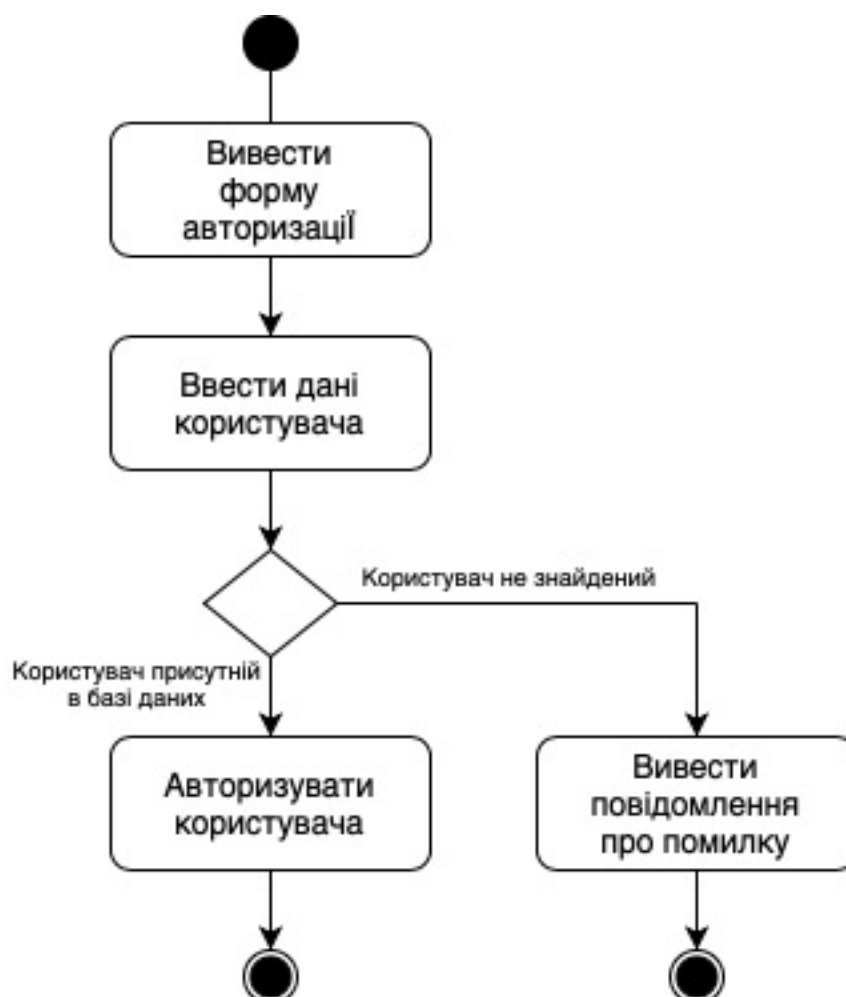 Вивести
форму
авторизації
Ввести дані
користувача
Користувач не знайдений
Користувач присутній
в базі даних
Авторизувати
користувача
Вивести
повідомлення
про помилку